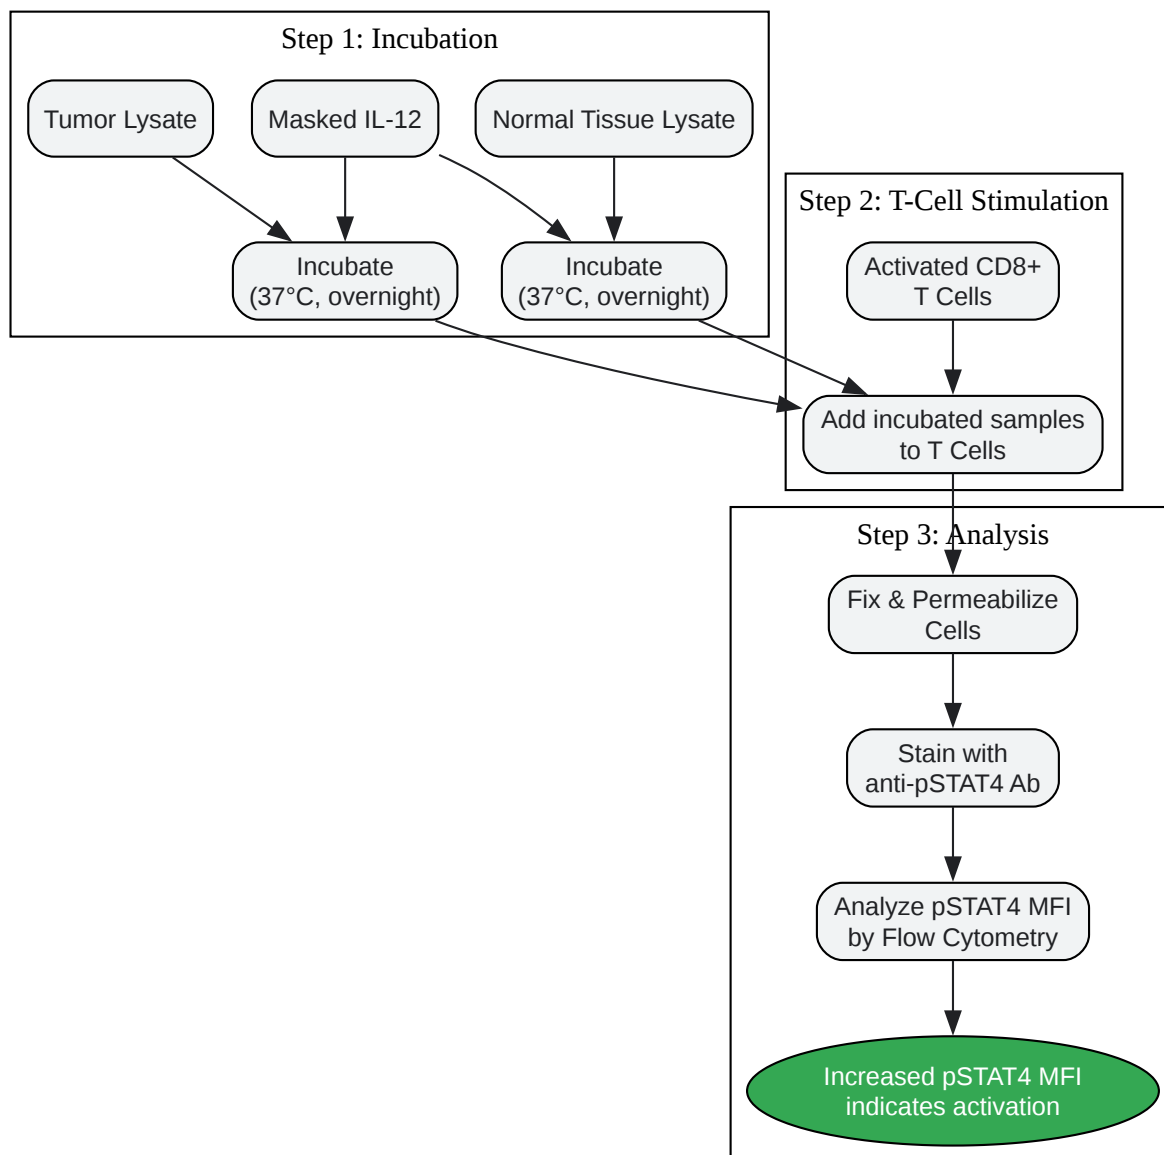 Step 1: Incubation
Tumor Lysate
Masked IL-12
Normal Tissue Lysate
Incubate
(37°C, overnight)
Incubate
(37°C, overnight)
Step 2: T-Cell Stimulation
Activated CD8+
T Cells
Add incubated samples
to T Cells
Step 3: Analysis
Fix & Permeabilize
Cells
Stain with
anti-pSTAT4 Ab
Analyze pSTAT4 MFI
by Flow Cytometry
Increased pSTAT4 MFI
indicates activation